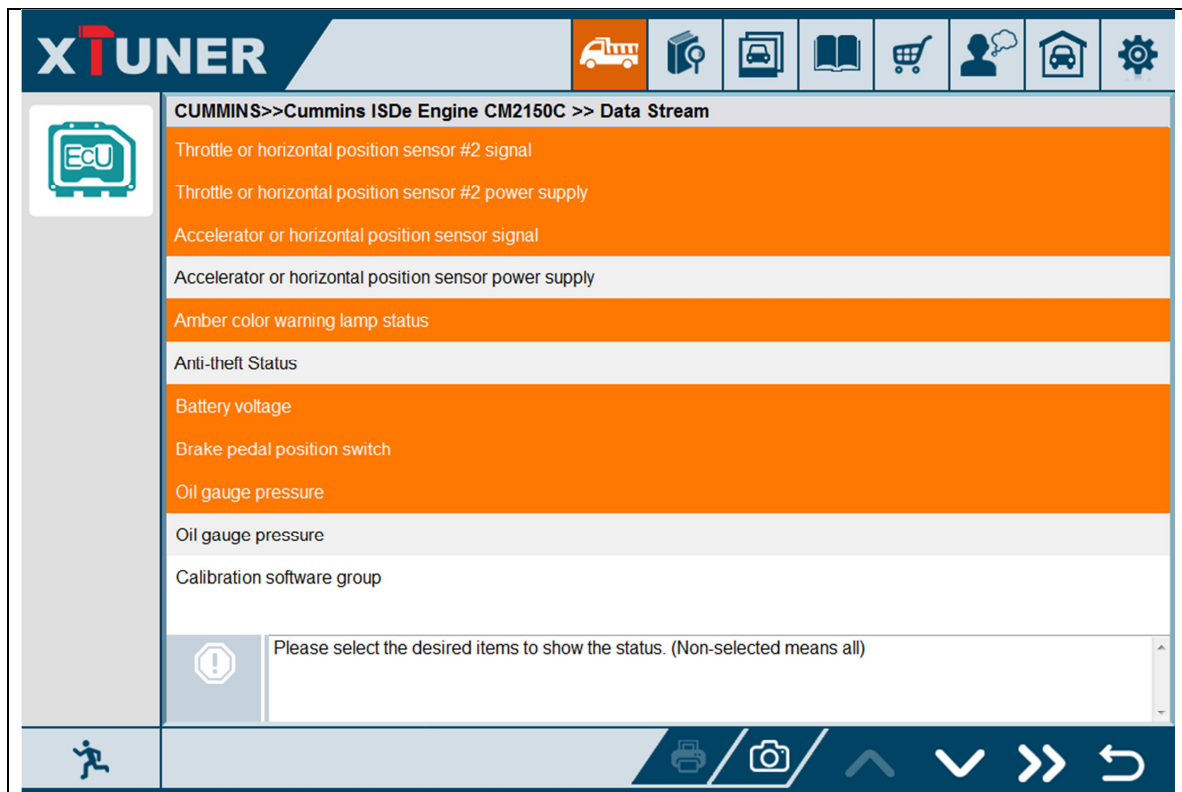 XTUNER
CUMMINS>>Cummins ISDe Engine CM2150C >> Data Stream
ECU
Throttle or horizontal position sensor #2 signal
Throttle or horizontal position sensor #2 power supply
Accelerator or horizontal position sensor signal
Accelerator or horizontal position sensor power supply
Amber color warning lamp status
Anti-theft Status
Battery voltage
Brake pedal position switch
Oil gauge pressure
Oil gauge pressure
Calibration software group
Please select the desired items to show the status. (Non-selected means all)